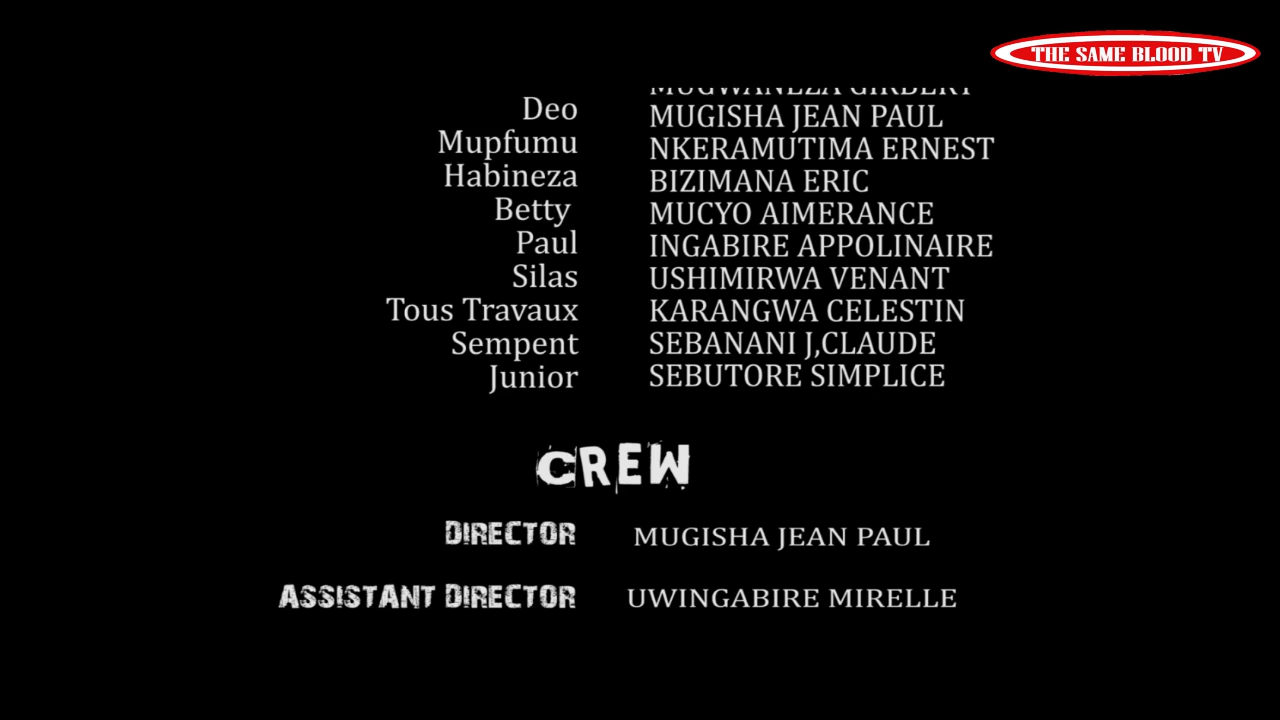 THE SAME BLOOD TV
MUGWANEZA GIRBERT
Deo MUGISHA JEAN PAUL
Mupfumu NKERAMUTIMA ERNEST
Habineza BIZIMANA ERIC
Betty MUCYO AIMERANCE
Paul INGABIRE APPOLINAIRE
Silas USHIMIRWA VENANT
Tous Travaux KARANGWA CELESTIN
Sempent SEBANANI J,CLAUDE
Junior SEBUTORE SIMPLICE
CREW
DIRECTOR MUGISHA JEAN PAUL
ASSISTANT DIRECTOR UWINGABIRE MIRELLE